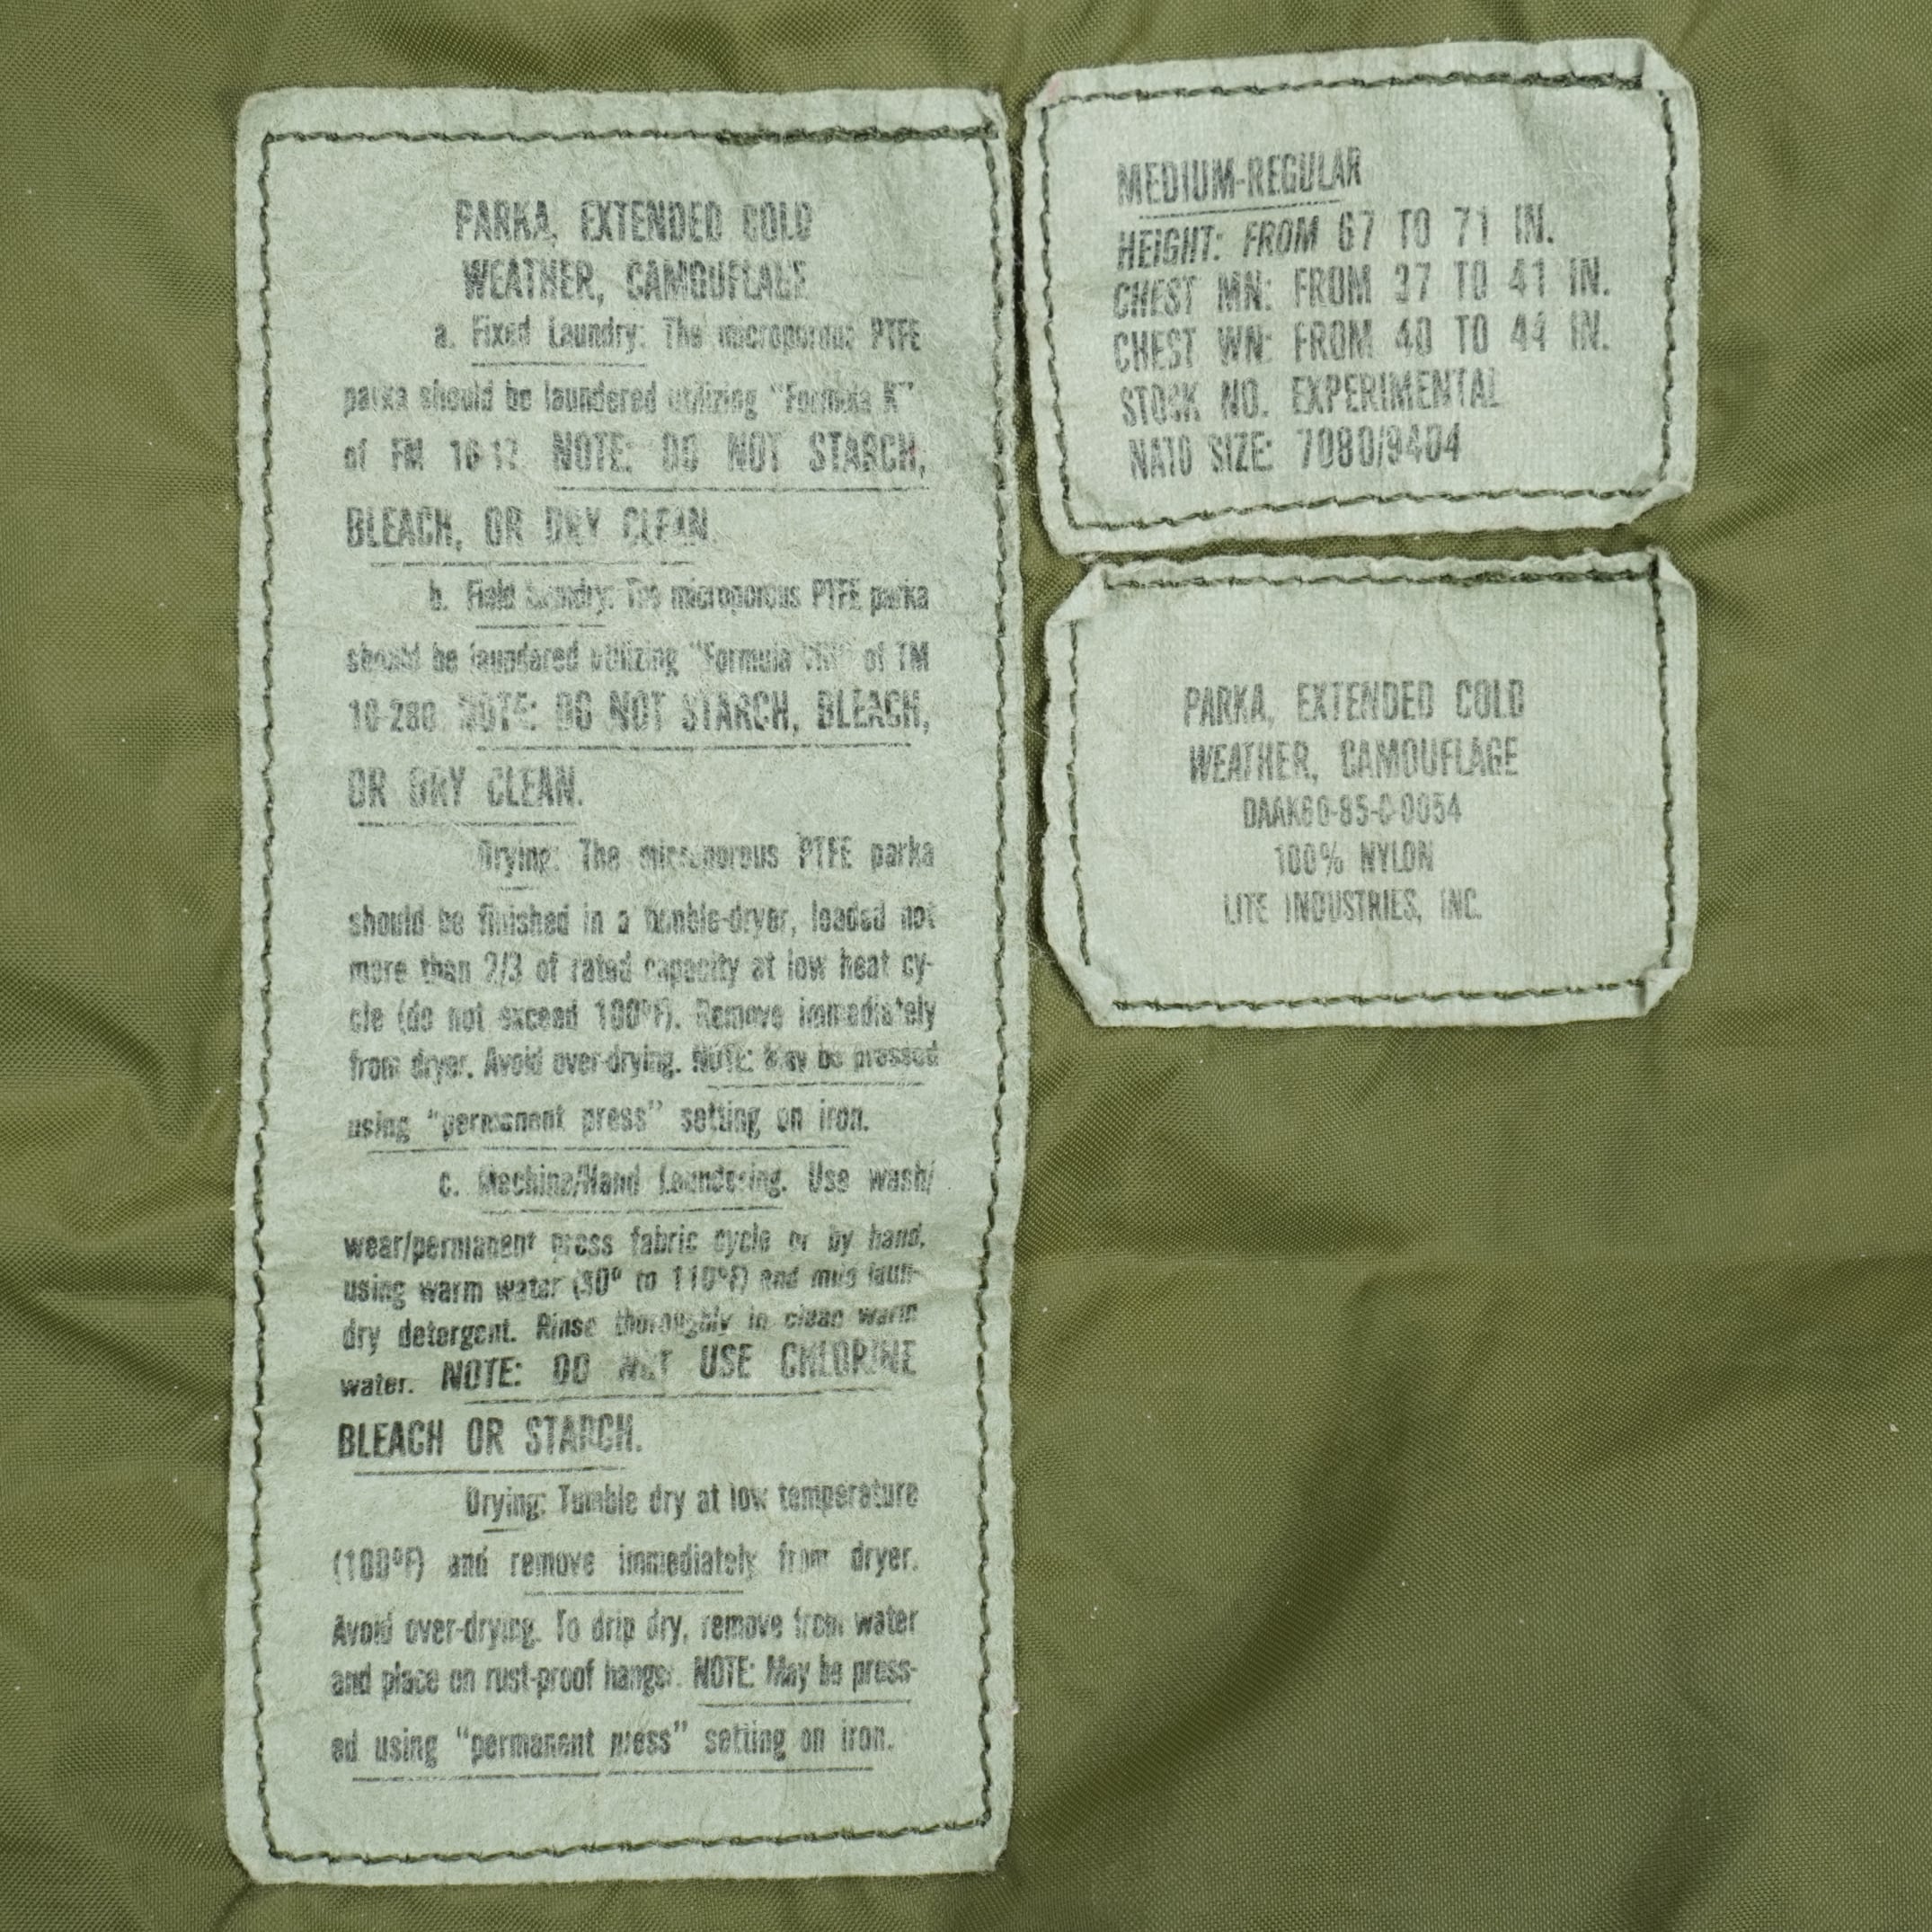 PARKA, EXTENDED COLD
WEATHER, CAMOUFLAGE
a. Fixed Laundry: The microporous PTFE
parka should be laundered utilizing "Formula
of FM NOTE: DO NOT STARCH,
BLEACH, OR DRY CLEAN.
b. Field Laundry: The microporous PTFE parka
should be laundered utilizing "Formula of TM
10-280. NOTE: DO NOT STARCH, BLEACH,
OR DRY CLEAN.
Drying: The microporous PTFE parka
should be finished in a tumble-dryer, loaded not
more than 2/3 of rated capacity at low heat cy-
cle (do not exceed 100°F). Remove immediately
from dryer. Avoid over-drying. NOTE: May be pressed
using "permanent press" setting on iron.
c. Machine/Hand Laundering. Use wash/
wear/permanent press fabric cycle or by hand,
using warm water to 110°F) and mild laun-
dry detergent. Rinse thoroughly in clean warm
water. NOTE: DO NOT USE CHLORINE
BLEACH OR STARCH.
Drying: Tumble dry at low temperature
(100°F) and remove immediately from dryer.
Avoid over-drying. To drip dry, remove from water
and place on rust-proof hanger. NOTE: May be press-
ed using "permanent press" setting on iron.
MEDIUM-REGULAR
HEIGHT: FROM 67 TO 71 IN.
CHEST MN: FROM 37 TO 41 IN.
CHEST WN: FROM 40 TO 44 IN.
STOCK NO. EXPERIMENTAL
NATO SIZE: 7080/9404
PARKA, EXTENDED COLD
WEATHER, CAMOUFLAGE
DAAK60-85-C-0054
100% NYLON
LITE INDUSTRIES, INC.